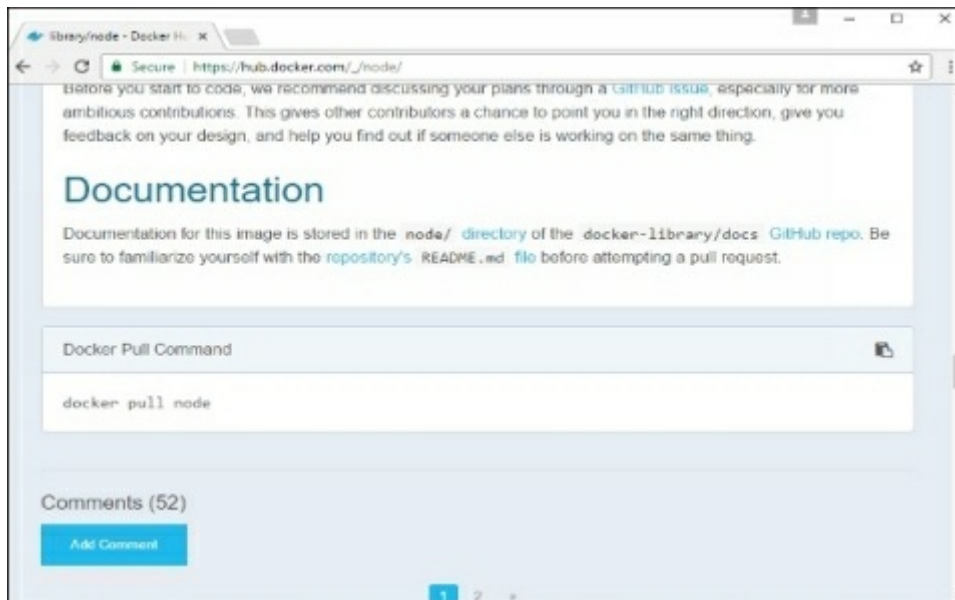 library/node - Docker Hu
Secure https://hub.docker.com/_/node/
Before you start to code, we recommend discussing your plans through a GitHub issue, especially for more
ambitious contributions. This gives other contributors a chance to point you in the right direction, give you
feedback on your design, and help you find out if someone else is working on the same thing.
Documentation
Documentation for this image is stored in the node/ directory of the docker-library/docs GitHub repo. Be
sure to familiarize yourself with the repository's README.md file before attempting a pull request.
Docker Pull Command
docker pull node
Comments (52)
Add Comment
1 2 »